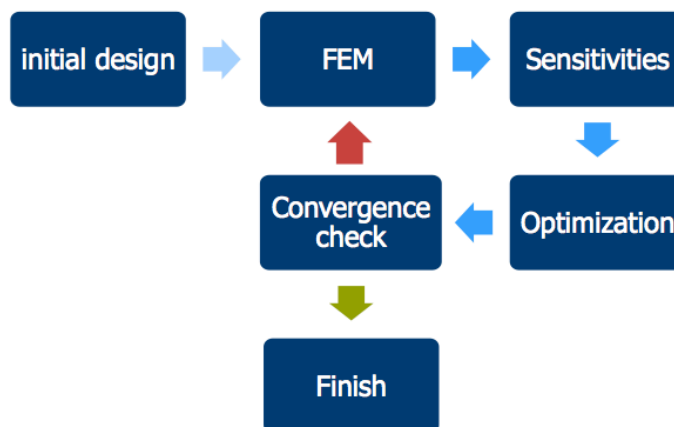 initial design
FEM
Sensitivities
Convergence
check
Optimization
Finish